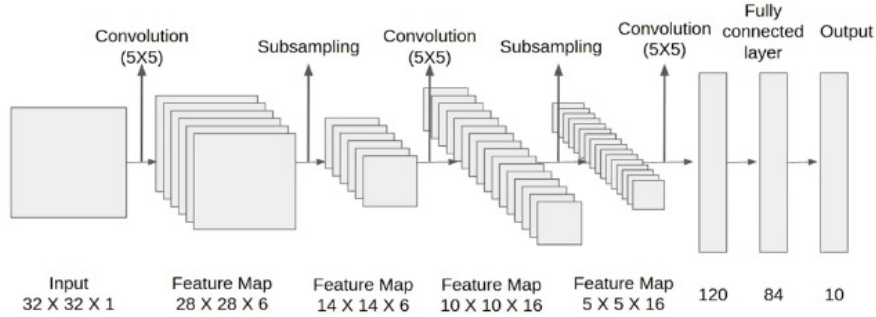 Convolution
(5X5)
Subsampling
Convolution
(5X5)
Subsampling
Convolution
(5X5)
Fully
connected
layer
Output
Input
32 X 32 X 1
Feature Map
28 X 28 X 6
Feature Map
14 X 14 X 6
Feature Map
10 X 10 X 16
Feature Map
5 X 5 X 16
120
84
10